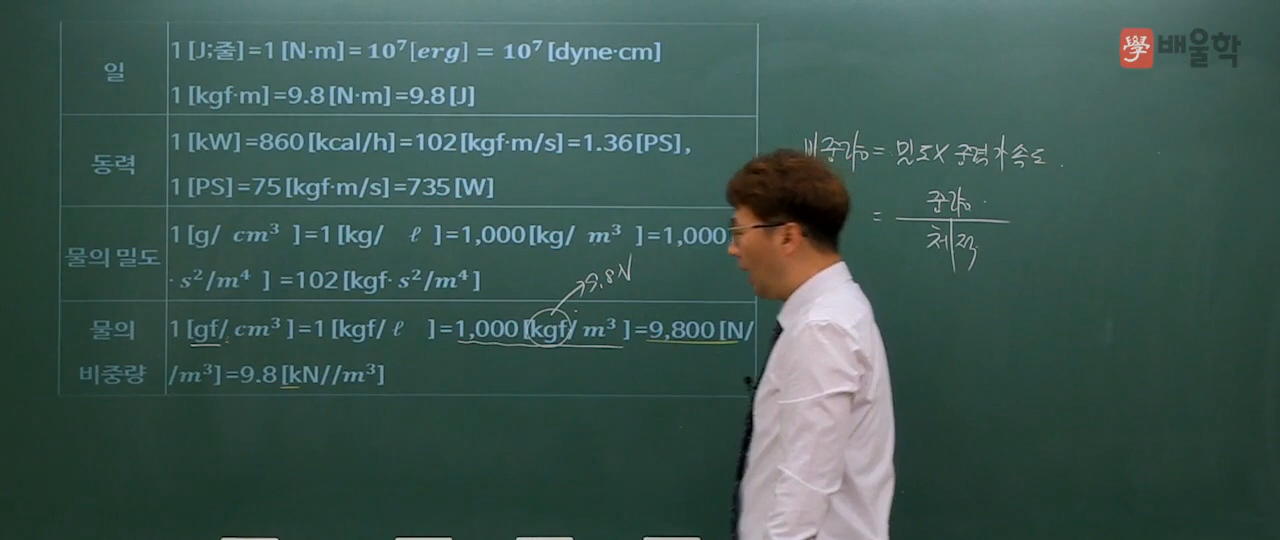 學 배울학
일
1 [J;줄]=1 [N·m]=10⁷[erg] = 10⁷ [dyne·cm]
1 [kgf·m]=9.8 [N·m]=9.8 [J]
동력
1 [kW]=860 [kcal/h]=102 [kgf·m/s]=1.36 [PS],
1 [PS]=75 [kgf·m/s]=735 [W]
물의 밀도
1 [g/ cm³ ]=1 [kg/ ℓ ]=1,000 [kg/ m³ ]=1,000
· s²/m⁴ ] =102 [kgf· s²/m⁴ ]
물의
비중량
1 [gf/ cm³ ]=1 [kgf/ ℓ ]=1,000 [kgf/ m³ ]=9,800 [N/
/m³]=9.8 [kN//m³]
9.8N
비중량 = 밀도 × 중력가속도.
= 중량
체적